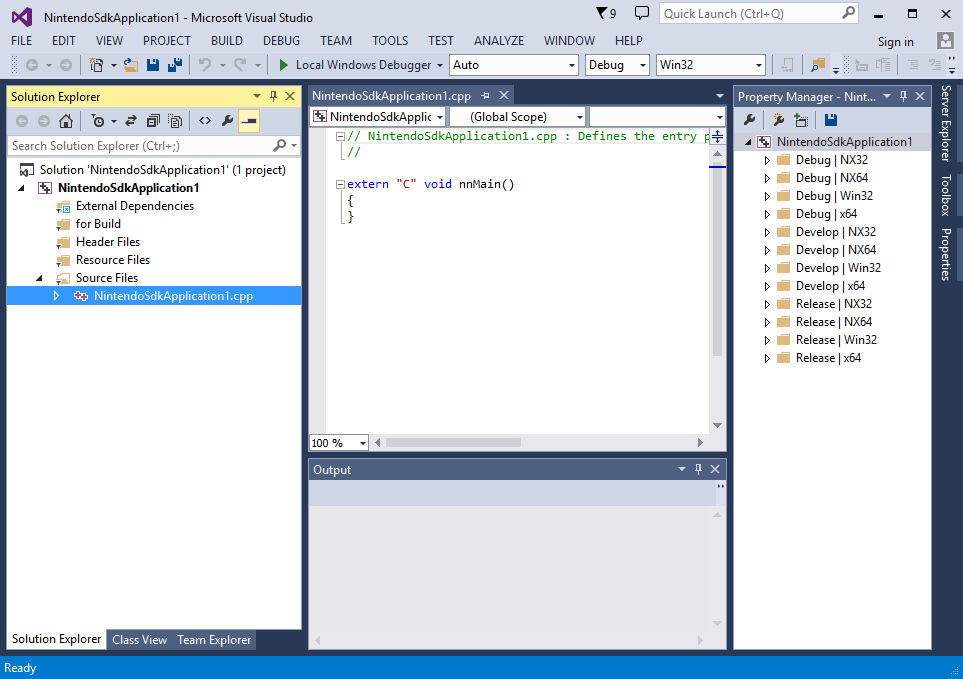 NintendoSdkApplication1 - Microsoft Visual Studio
9
Quick Launch (Ctrl+Q)
FILE EDIT VIEW PROJECT BUILD DEBUG TEAM TOOLS TEST ANALYZE WINDOW HELP
Sign in
Local Windows Debugger
Auto
Debug
Win32
Solution Explorer
Search Solution Explorer (Ctrl+;)
Solution 'NintendoSdkApplication1' (1 project)
NintendoSdkApplication1
External Dependencies
for Build
Header Files
Resource Files
Source Files
NintendoSdkApplication1.cpp
Solution Explorer
Class View
Team Explorer
NintendoSdkApplication1.cpp
NintendoSdkApplic
(Global Scope)
// NintendoSdkApplication1.cpp : Defines the entry p
//
extern "C" void nnMain()
{
}
100 %
Output
Property Manager - Nint...
NintendoSdkApplication1
Debug | NX32
Debug | NX64
Debug | Win32
Debug | x64
Develop | NX32
Develop | NX64
Develop | Win32
Develop | x64
Release | NX32
Release | NX64
Release | Win32
Release | x64
Server Explorer
Toolbox
Properties
Ready